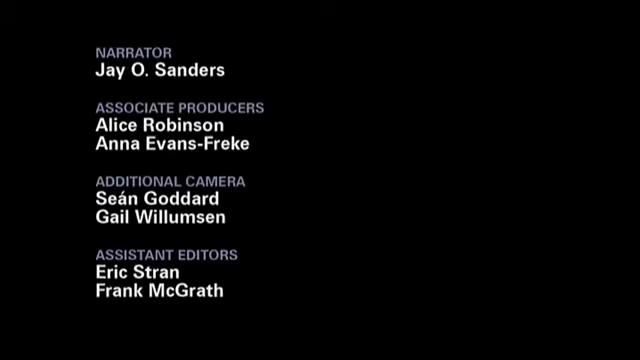 NARRATOR
Jay O. Sanders
ASSOCIATE PRODUCERS
Alice Robinson
Anna Evans-Freke
ADDITIONAL CAMERA
Seán Goddard
Gail Willumsen
ASSISTANT EDITORS
Eric Stran
Frank McGrath